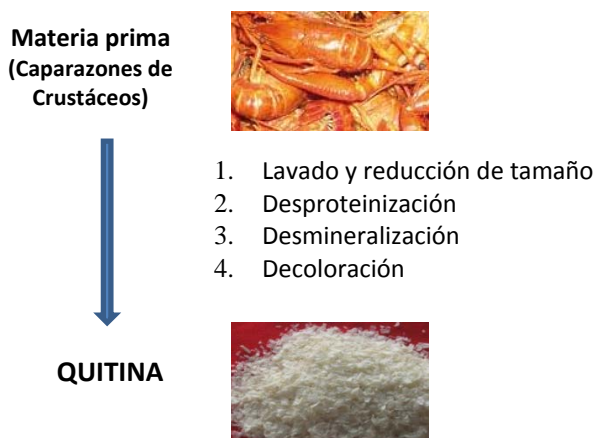 Materia prima
(Caparazones de
Crustáceos)
1. Lavado y reducción de tamaño
2. Desproteinización
3. Desmineralización
4. Decoloración
QUITINA